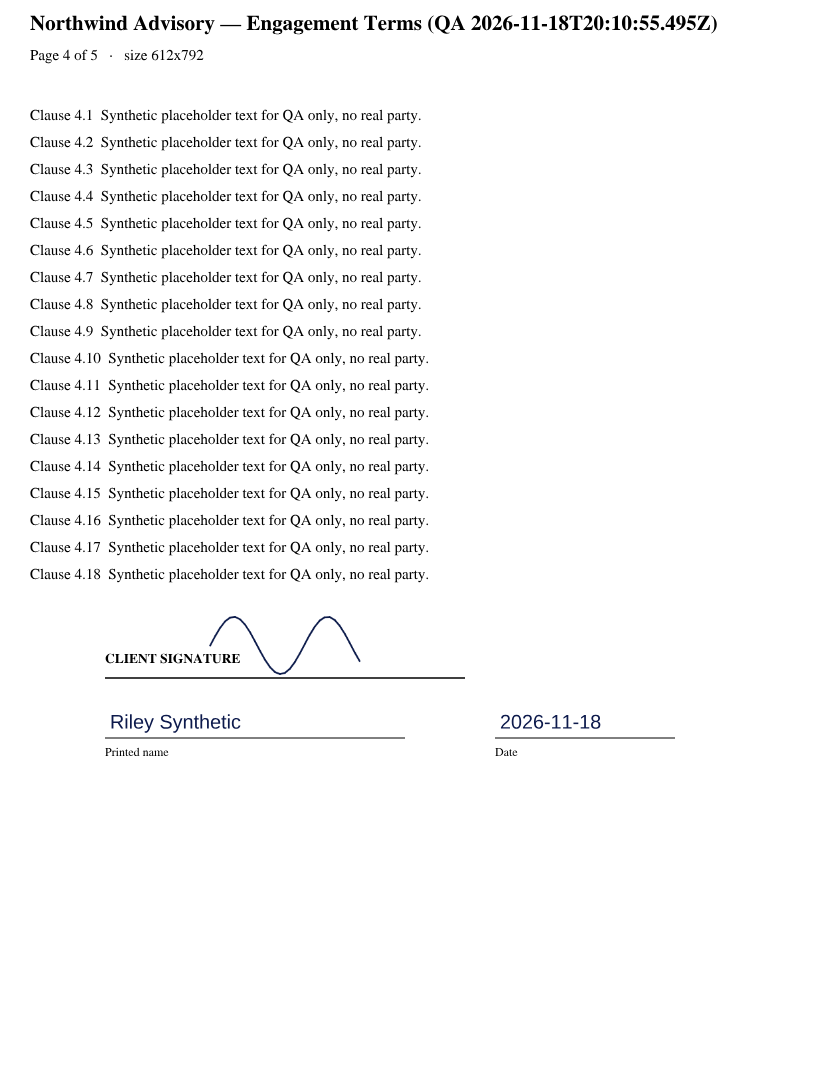 Northwind Advisory — Engagement Terms (QA 2026-11-18T20:10:55.495Z)
Page 4 of 5 · size 612x792
Clause 4.1 Synthetic placeholder text for QA only, no real party.
Clause 4.2 Synthetic placeholder text for QA only, no real party.
Clause 4.3 Synthetic placeholder text for QA only, no real party.
Clause 4.4 Synthetic placeholder text for QA only, no real party.
Clause 4.5 Synthetic placeholder text for QA only, no real party.
Clause 4.6 Synthetic placeholder text for QA only, no real party.
Clause 4.7 Synthetic placeholder text for QA only, no real party.
Clause 4.8 Synthetic placeholder text for QA only, no real party.
Clause 4.9 Synthetic placeholder text for QA only, no real party.
Clause 4.10 Synthetic placeholder text for QA only, no real party.
Clause 4.11 Synthetic placeholder text for QA only, no real party.
Clause 4.12 Synthetic placeholder text for QA only, no real party.
Clause 4.13 Synthetic placeholder text for QA only, no real party.
Clause 4.14 Synthetic placeholder text for QA only, no real party.
Clause 4.15 Synthetic placeholder text for QA only, no real party.
Clause 4.16 Synthetic placeholder text for QA only, no real party.
Clause 4.17 Synthetic placeholder text for QA only, no real party.
Clause 4.18 Synthetic placeholder text for QA only, no real party.
CLIENT SIGNATURE
Riley Synthetic 2026-11-18
Printed name Date